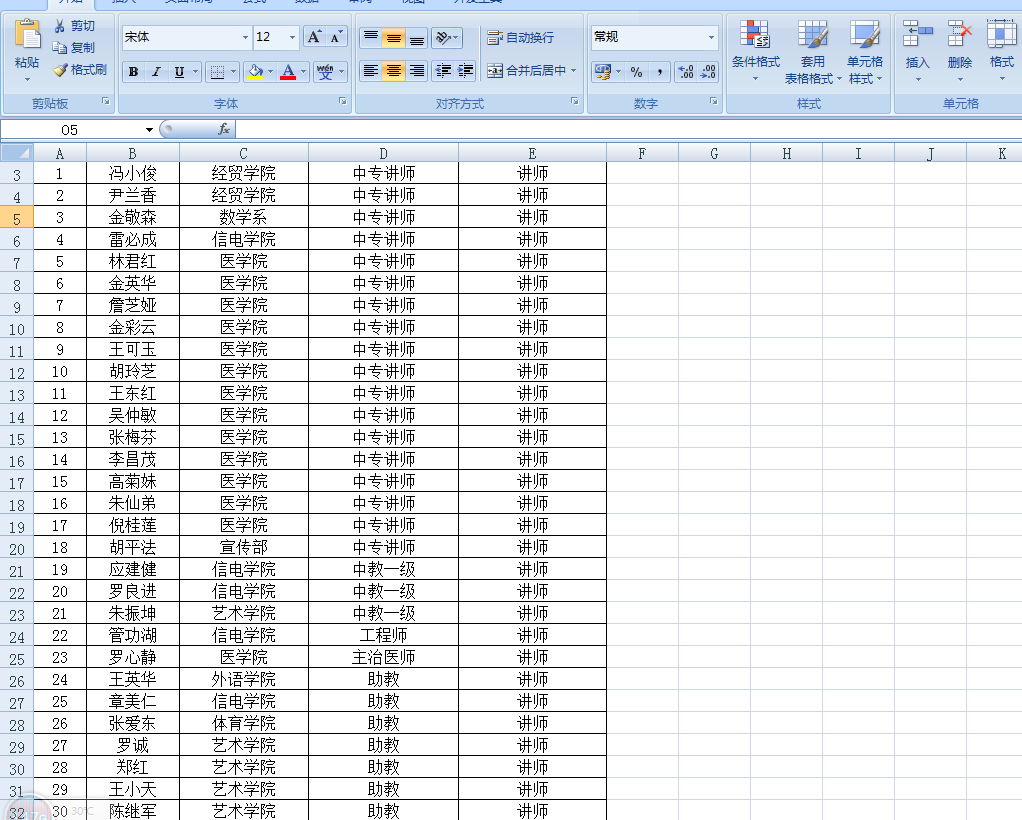 剪切
宋体 12 A A 自动换行 常规
复制
粘贴 格式刷 B I U A wén 文 合并后居中 % , 条件格式 套用 表格格式 单元格 样式 插入 删除 格式
剪贴板 字体 对齐方式 数字 样式 单元格
O5 fx
A B C D E F G H I J K
3 1 冯小俊 经贸学院 中专讲师 讲师
4 2 尹兰香 经贸学院 中专讲师 讲师
5 3 金敬森 数学系 中专讲师 讲师
6 4 雷必成 信电学院 中专讲师 讲师
7 5 林君红 医学院 中专讲师 讲师
8 6 金英华 医学院 中专讲师 讲师
9 7 詹芝娅 医学院 中专讲师 讲师
10 8 金彩云 医学院 中专讲师 讲师
11 9 王可玉 医学院 中专讲师 讲师
12 10 胡玲芝 医学院 中专讲师 讲师
13 11 王东红 医学院 中专讲师 讲师
14 12 吴仲敏 医学院 中专讲师 讲师
15 13 张梅芬 医学院 中专讲师 讲师
16 14 李昌茂 医学院 中专讲师 讲师
17 15 高菊妹 医学院 中专讲师 讲师
18 16 朱仙弟 医学院 中专讲师 讲师
19 17 倪桂莲 医学院 中专讲师 讲师
20 18 胡平法 宣传部 中专讲师 讲师
21 19 应建健 信电学院 中教一级 讲师
22 20 罗良进 信电学院 中教一级 讲师
23 21 朱振坤 艺术学院 中教一级 讲师
24 22 管功湖 信电学院 工程师 讲师
25 23 罗心静 医学院 主治医师 讲师
26 24 王英华 外语学院 助教 讲师
27 25 章美仁 信电学院 助教 讲师
28 26 张爱东 体育学院 助教 讲师
29 27 罗诚 艺术学院 助教 讲师
30 28 郑红 艺术学院 助教 讲师
31 29 王小天 艺术学院 助教 讲师
32 30 陈继军 艺术学院 助教 讲师
30℃